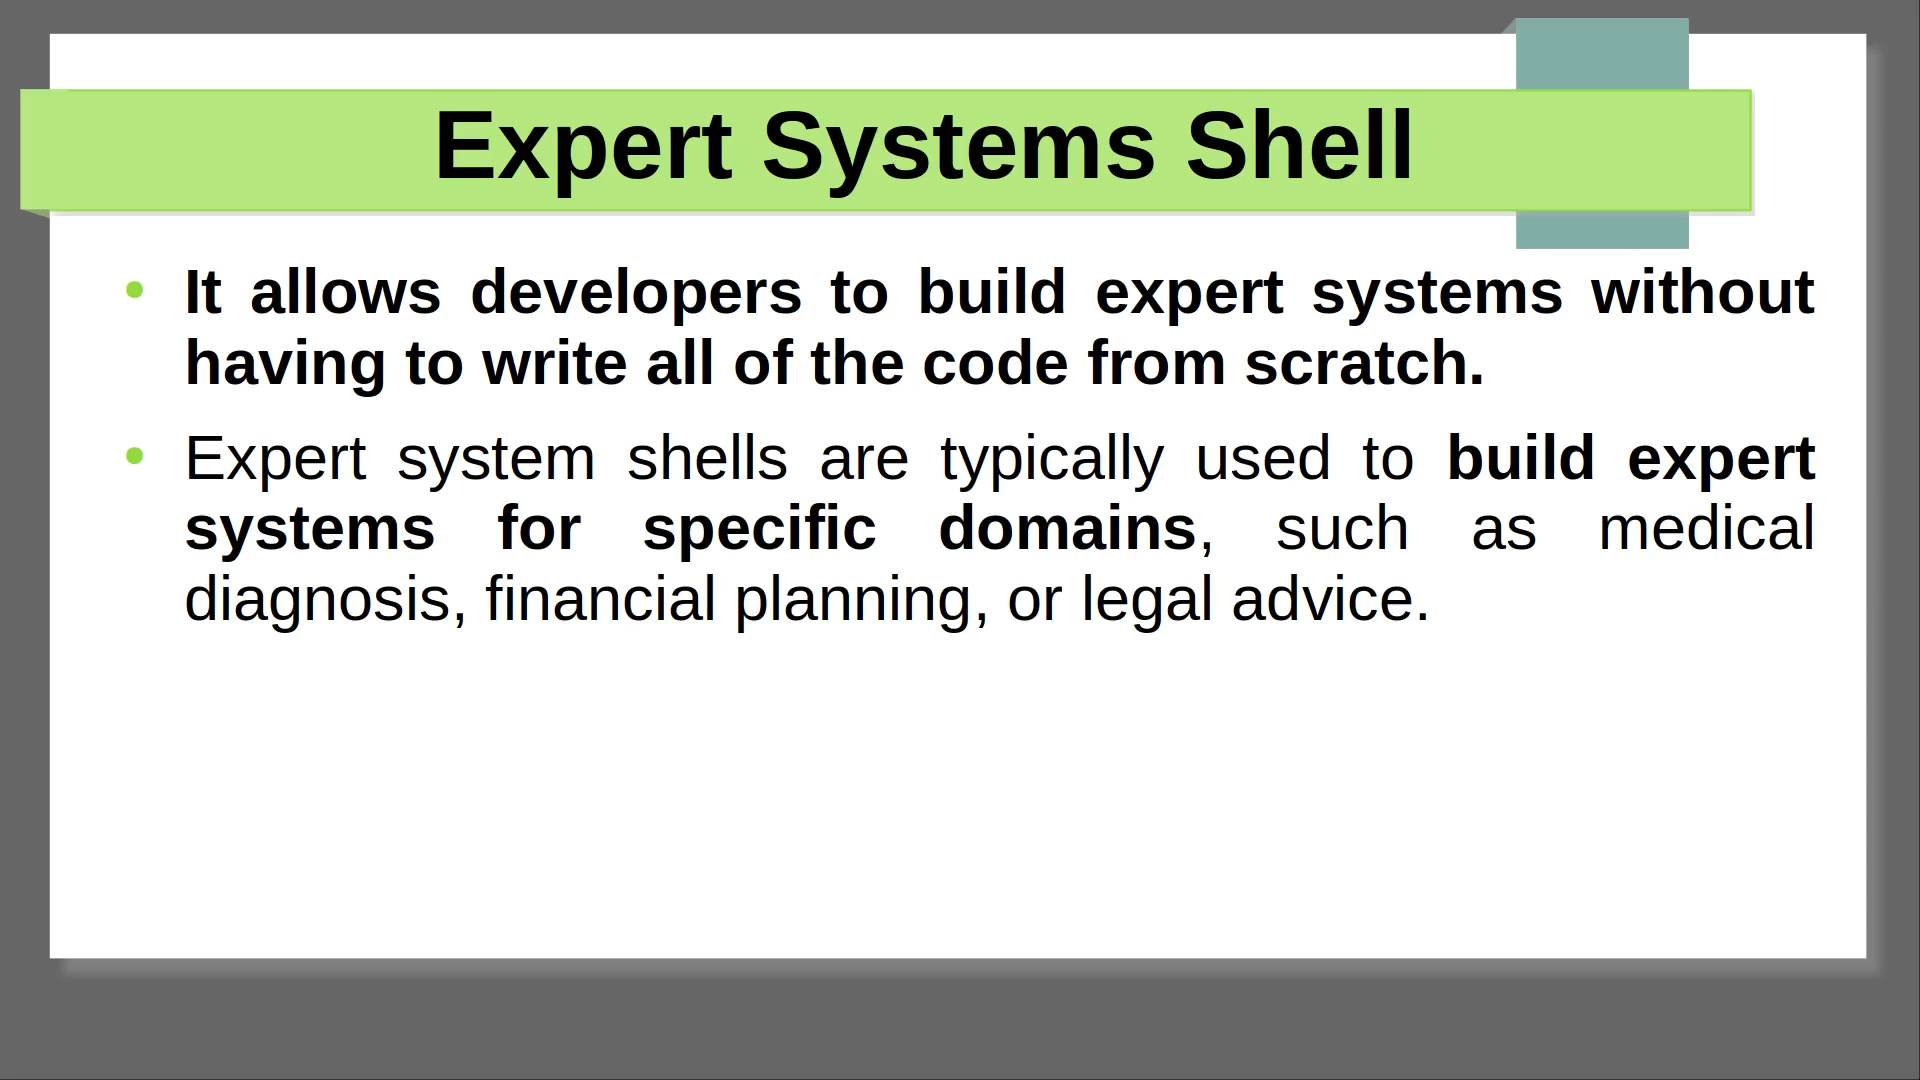 Expert Systems Shell
• It allows developers to build expert systems without
having to write all of the code from scratch.
• Expert system shells are typically used to build expert
systems for specific domains, such as medical
diagnosis, financial planning, or legal advice.